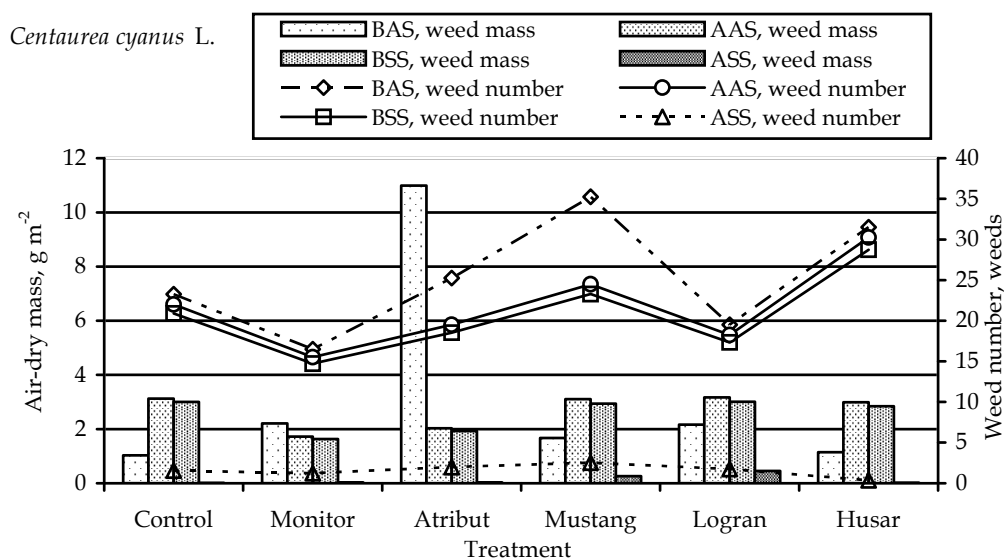 Centaurea cyanus L.
BAS, weed mass
AAS, weed mass
BSS, weed mass
ASS, weed mass
BAS, weed number
AAS, weed number
BSS, weed number
ASS, weed number
Air-dry mass, g m-2
12
10
8
6
4
2
0
40
35
30
25
20
15
10
5
0
Weed number, weeds
Control
Monitor
Atribut
Mustang
Logran
Husar
Treatment